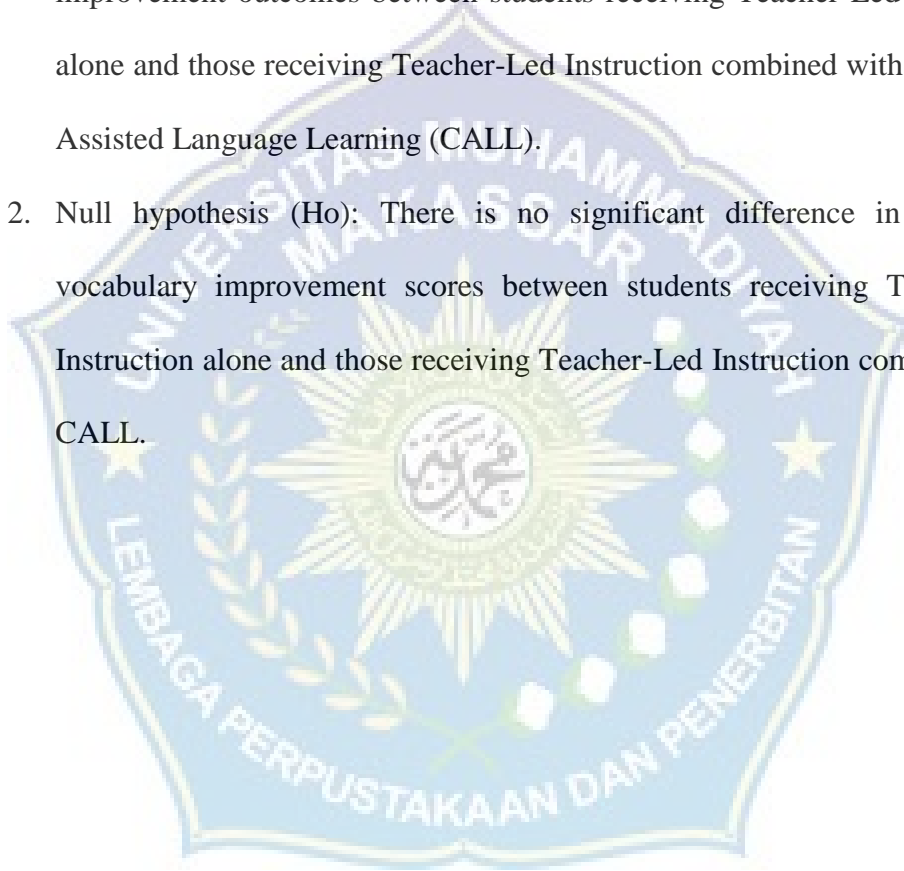 improvement outcomes between students receiving Teacher-Led
alone and those receiving Teacher-Led Instruction combined with
Assisted Language Learning (CALL).
2. Null hypothesis (Ho): There is no significant difference in
vocabulary improvement scores between students receiving T
Instruction alone and those receiving Teacher-Led Instruction com
CALL.
UNIVERSITAS MUHAMMADIYAH
MAKASSAR
LEMBAGA PERPUSTAKAAN DAN PENERBITAN